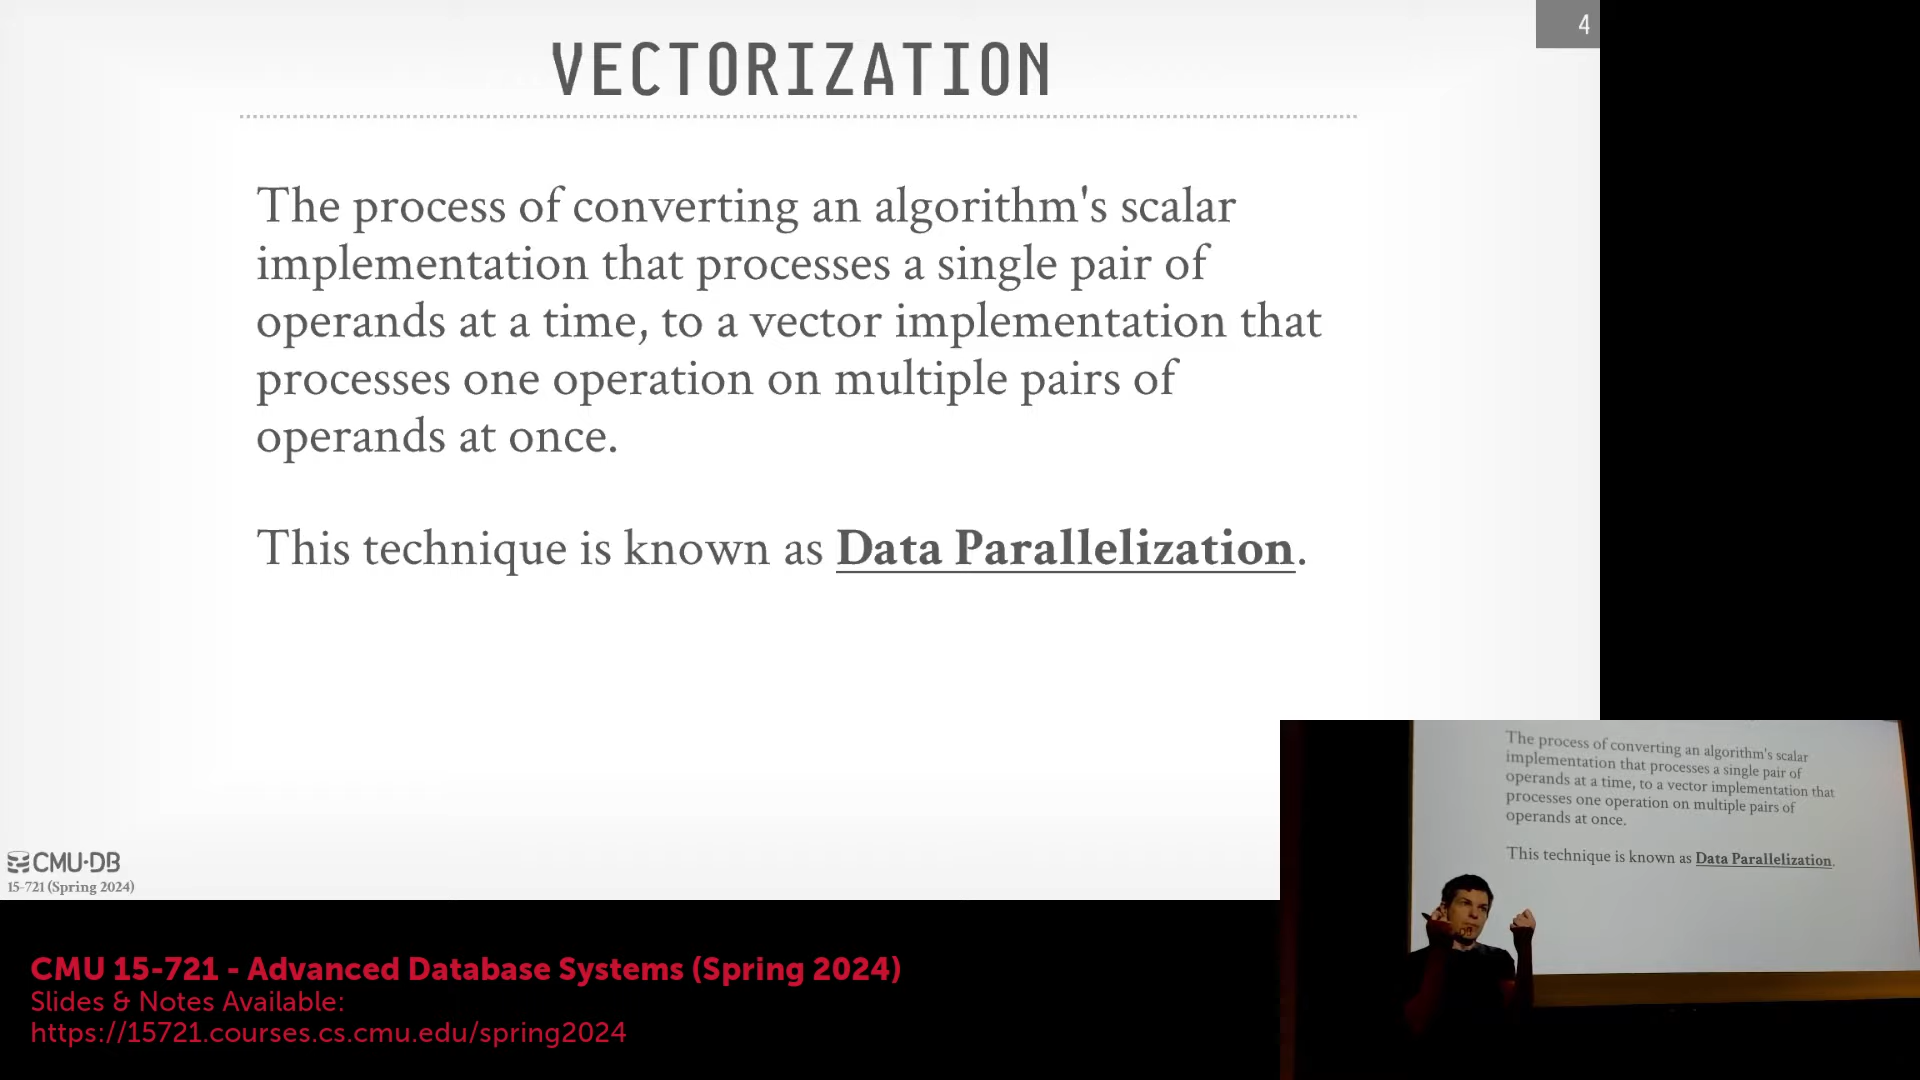 4
VECTORIZATION
The process of converting an algorithm's scalar
implementation that processes a single pair of
operands at a time, to a vector implementation that
processes one operation on multiple pairs of
operands at once.
This technique is known as Data Parallelization.
CMU·DB
15-721 (Spring 2024)
The process of converting an algorithm's scalar
implementation that processes a single pair of
operands at a time, to a vector implementation that
processes one operation on multiple pairs of
operands at once.
This technique is known as Data Parallelization.
CMU 15-721 - Advanced Database Systems (Spring 2024)
Slides & Notes Available:
https://15721.courses.cs.cmu.edu/spring2024